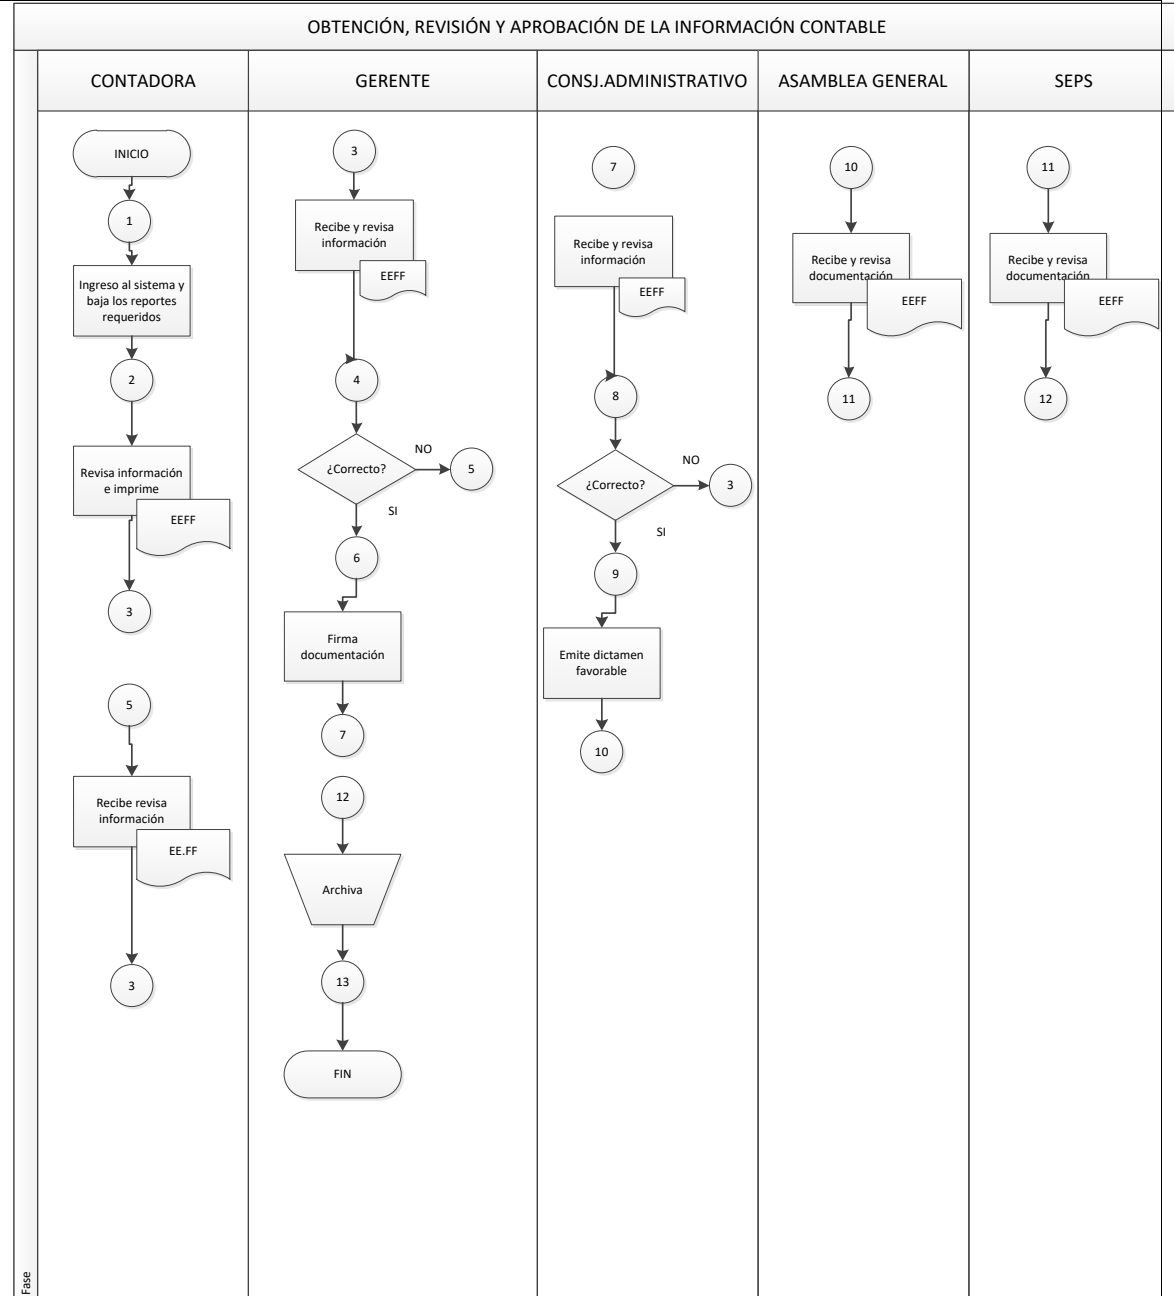 OBTENCIÓN, REVISIÓN Y APROBACIÓN DE LA INFORMACIÓN CONTABLE
CONTADORA
GERENTE
CONSJ.ADMINISTRATIVO
ASAMBLEA GENERAL
SEPS
INICIO
1
Ingreso al sistema y
baja los reportes
requeridos
2
Revisa información
e imprime
EEFF
3
5
Recibe revisa
información
EE.FF
3
3
Recibe y revisa
información
EEFF
4
¿Correcto?
NO
5
SI
6
Firma
documentación
7
12
Archiva
13
FIN
7
Recibe y revisa
información
EEFF
8
¿Correcto?
NO
3
SI
9
Emite dictamen
favorable
10
10
Recibe y revisa
documentación
EEFF
11
11
Recibe y revisa
documentación
EEFF
12
Fase